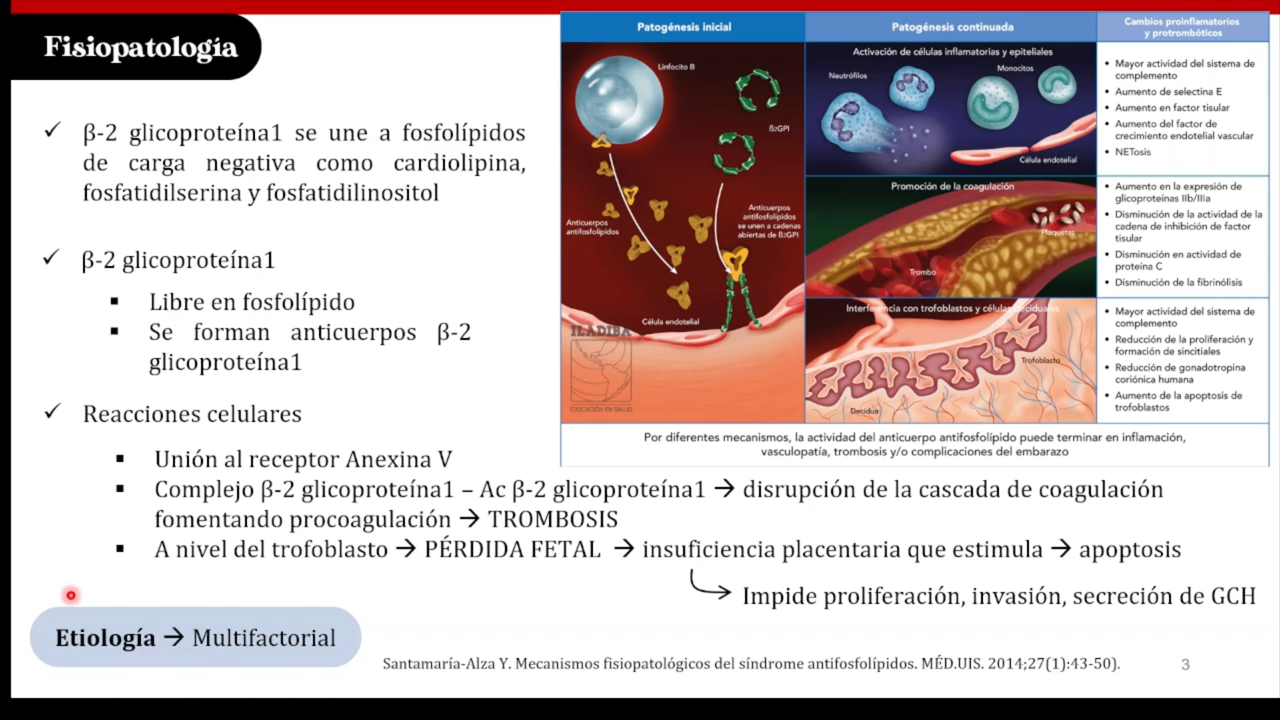 Fisiopatología
✓ β-2 glicoproteína1 se une a fosfolípidos
de carga negativa como cardiolipina,
fosfatidilserina y fosfatidilinositol
✓ β-2 glicoproteína1
▪ Libre en fosfolípido
▪ Se forman anticuerpos β-2
glicoproteína1
✓ Reacciones celulares
▪ Unión al receptor Anexina V
▪ Complejo β-2 glicoproteína1 – Ac β-2 glicoproteína1 → disrupción de la cascada de coagulación
fomentando procoagulación → TROMBOSIS
▪ A nivel del trofoblasto → PÉRDIDA FETAL → insuficiencia placentaria que estimula → apoptosis
Impide proliferación, invasión, secreción de GCH
Etiología → Multifactorial
Patogénesis inicial
Linfocito B
ß2GPI
Anticuerpos
antifosfolípidos
Anticuerpos
antifosfolípidos
se unen a cadenas
abiertas de ß2GPI
Célula endotelial
ILADIBA
EDUCACIÓN EN SALUD
Patogénesis continuada
Activación de células inflamatorias y epiteliales
Neutrófilos
Monocitos
Célula endotelial
Promoción de la coagulación
Plaquetas
Trombo
Interferencia con trofoblastos y células deciduales
Trofoblasto
Decidua
Cambios proinflamatorios
y protrombóticos
• Mayor actividad del sistema de
complemento
• Aumento de selectina E
• Aumento en factor tisular
• Aumento del factor de
crecimiento endotelial vascular
• NETosis
• Aumento en la expresión de
glicoproteínas IIb/IIIa
• Disminución de la actividad de la
cadena de inhibición de factor
tisular
• Disminución en actividad de
proteína C
• Disminución de la fibrinólisis
• Mayor actividad del sistema de
complemento
• Reducción de la proliferación y
formación de sincitiales
• Reducción de gonadotropina
coriónica humana
• Aumento de la apoptosis de
trofoblastos
Por diferentes mecanismos, la actividad del anticuerpo antifosfolípido puede terminar en inflamación,
vasculopatía, trombosis y/o complicaciones del embarazo
Santamaría-Alza Y. Mecanismos fisiopatológicos del síndrome antifosfolípidos. MÉD.UIS. 2014;27(1):43-50).
3